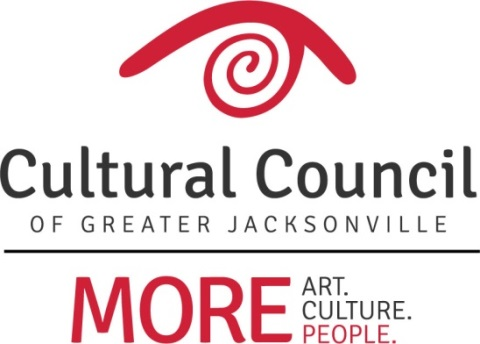 Cultural Council
OF GREATER JACKSONVILLE
MORE
ART.
CULTURE.
PEOPLE.